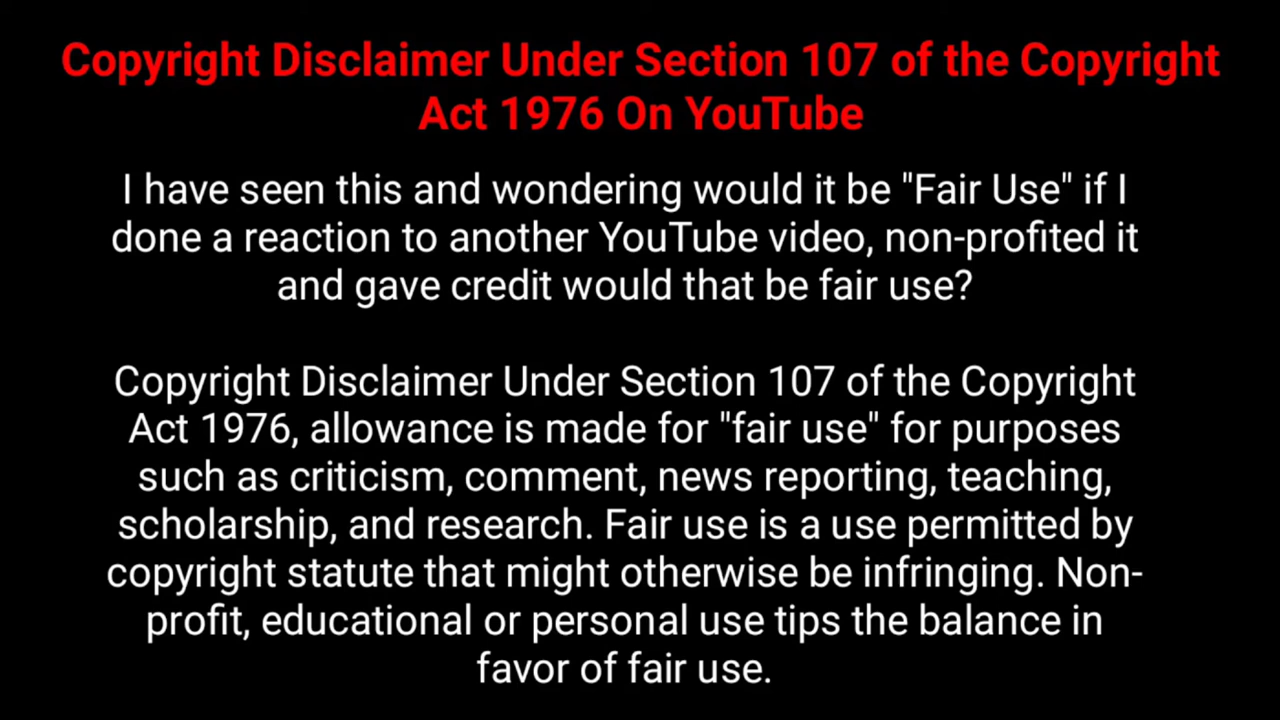 Copyright Disclaimer Under Section 107 of the Copyright
Act 1976 On YouTube
I have seen this and wondering would it be "Fair Use" if I
done a reaction to another YouTube video, non-profited it
and gave credit would that be fair use?
Copyright Disclaimer Under Section 107 of the Copyright
Act 1976, allowance is made for "fair use" for purposes
such as criticism, comment, news reporting, teaching,
scholarship, and research. Fair use is a use permitted by
copyright statute that might otherwise be infringing. Non-
profit, educational or personal use tips the balance in
favor of fair use.